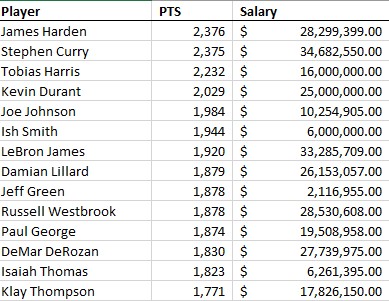 Player PTS Salary
James Harden 2,376 $ 28,299,399.00
Stephen Curry 2,375 $ 34,682,550.00
Tobias Harris 2,232 $ 16,000,000.00
Kevin Durant 2,029 $ 25,000,000.00
Joe Johnson 1,984 $ 10,254,905.00
Ish Smith 1,944 $ 6,000,000.00
LeBron James 1,920 $ 33,285,709.00
Damian Lillard 1,879 $ 26,153,057.00
Jeff Green 1,878 $ 2,116,955.00
Russell Westbrook 1,878 $ 28,530,608.00
Paul George 1,874 $ 19,508,958.00
DeMar DeRozan 1,830 $ 27,739,975.00
Isaiah Thomas 1,823 $ 6,261,395.00
Klay Thompson 1,771 $ 17,826,150.00